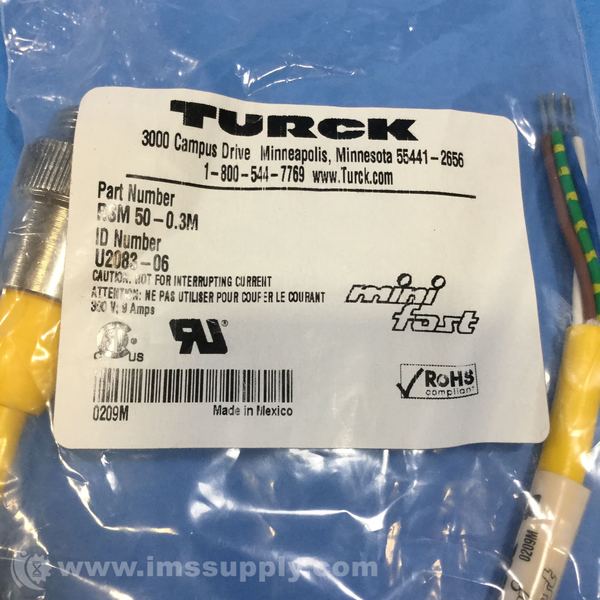 TURCK
3000 Campus Drive Minneapolis, Minnesota 55441-2656
1-800-544-7769 www.Turck.com
Part Number
RSM 50-0.3M
ID Number
U2083-06
CAUTION: NOT FOR INTERRUPTING CURRENT
ATTENTION: NE PAS UTILISER POUR COUPER LE COURANT
300 V, 9 Amps
mini
fast
US
RoHS
compliant
0209M
Made in Mexico
0209M
www.imssupply.com